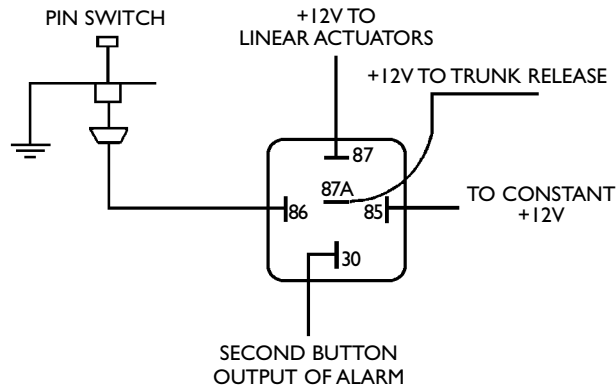 PIN SWITCH
+12V TO
LINEAR ACTUATORS
+12V TO TRUNK RELEASE
87
87A
86
85
TO CONSTANT
+12V
30
SECOND BUTTON
OUTPUT OF ALARM